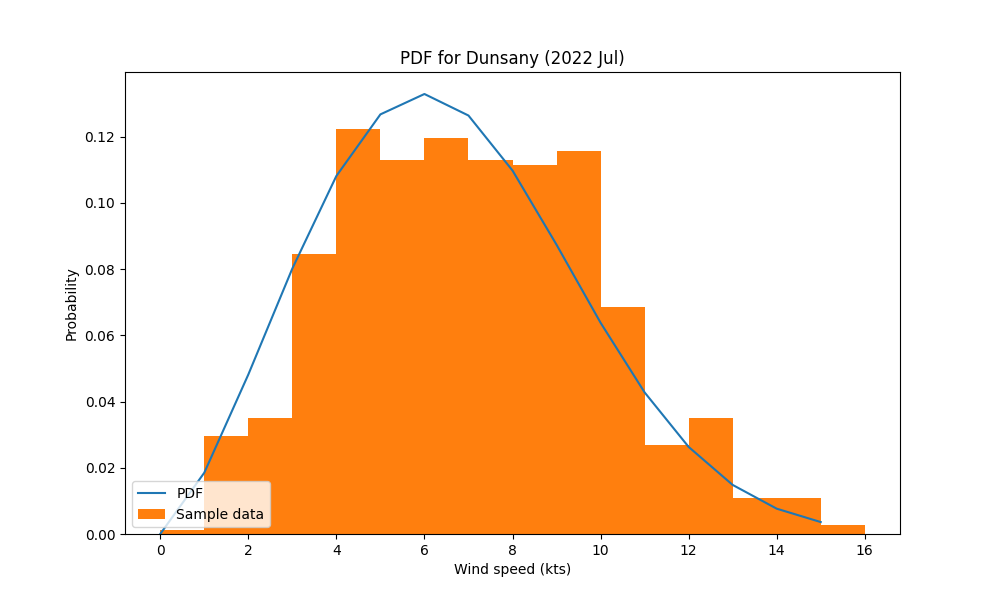 PDF for Dunsany (2022 Jul)
0.12
0.10
0.08
0.06
0.04
0.02
0.00
Probability
PDF
Sample data
0 2 4 6 8 10 12 14 16
Wind speed (kts)